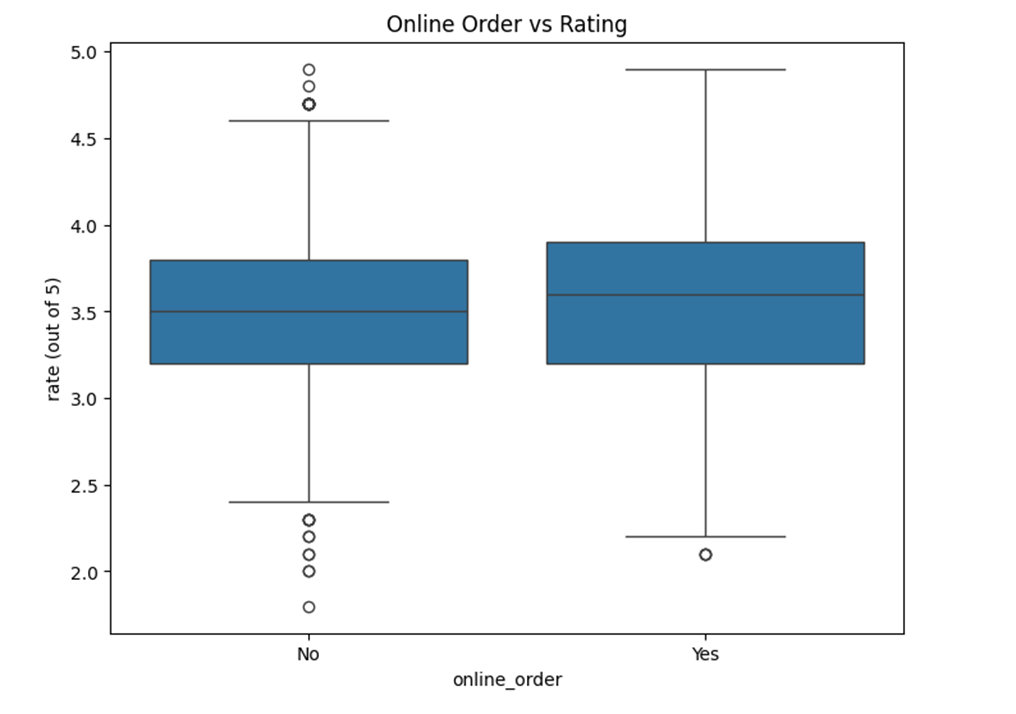 Online Order vs Rating
5.0
4.5
4.0
3.5
3.0
2.5
2.0
rate (out of 5)
No Yes
online_order